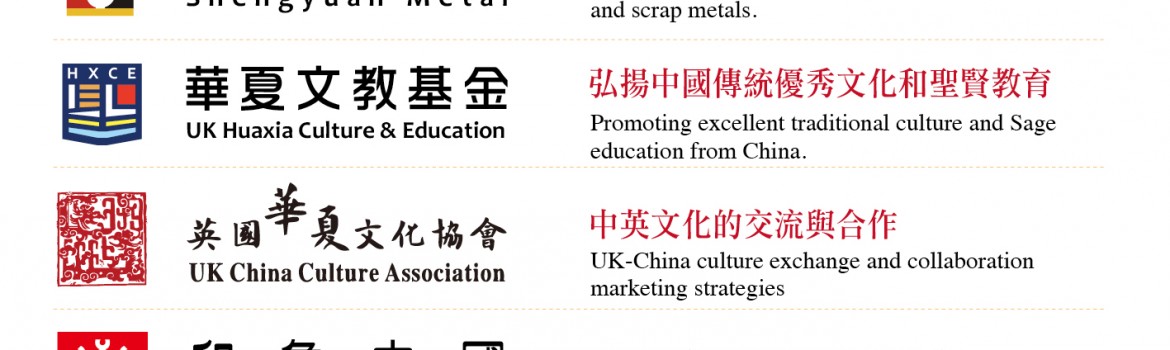 Shengyuan Metal
and scrap metals.
HXCE
華夏文教基金
UK Huaxia Culture & Education
弘揚中國傳統優秀文化和聖賢教育
Promoting excellent traditional culture and Sage
education from China.
英國華夏文化協會
UK China Culture Association
中英文化的交流與合作
UK-China culture exchange and collaboration
marketing strategies